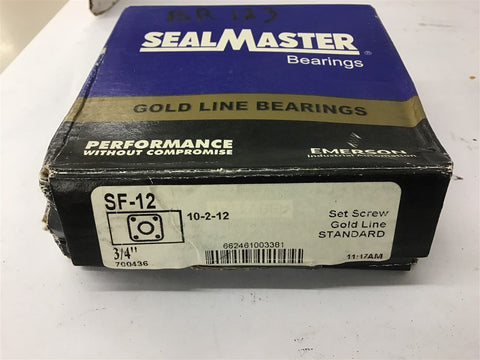 BR 123
SEALMASTER®
Bearings
GOLD LINE BEARINGS
PERFORMANCE
WITHOUT COMPROMISE
EMERSON
Industrial Automation
SF-12
10-2-12
Set Screw
Gold Line
STANDARD
3/4"
700436
662461003381
11:17AM